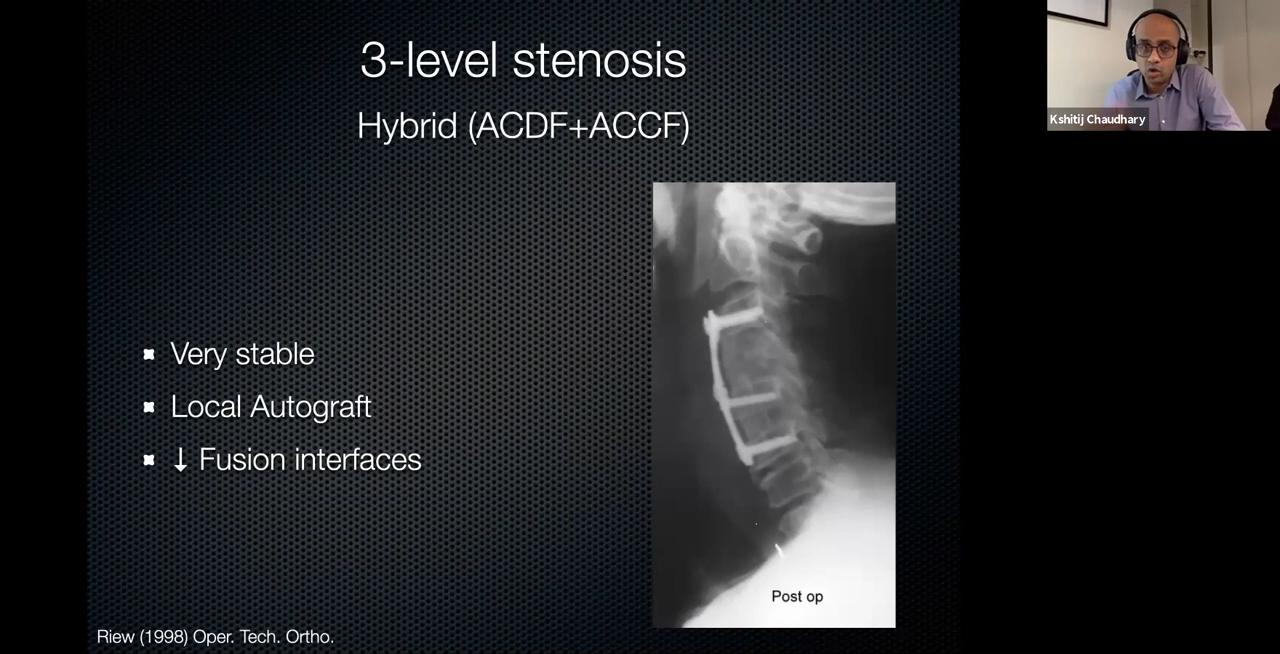 3-level stenosis
Hybrid (ACDF+ACCF)
Kshitij Chaudhary
Very stable
Local Autograft
↓ Fusion interfaces
Post op
Riew (1998) Oper. Tech. Ortho.